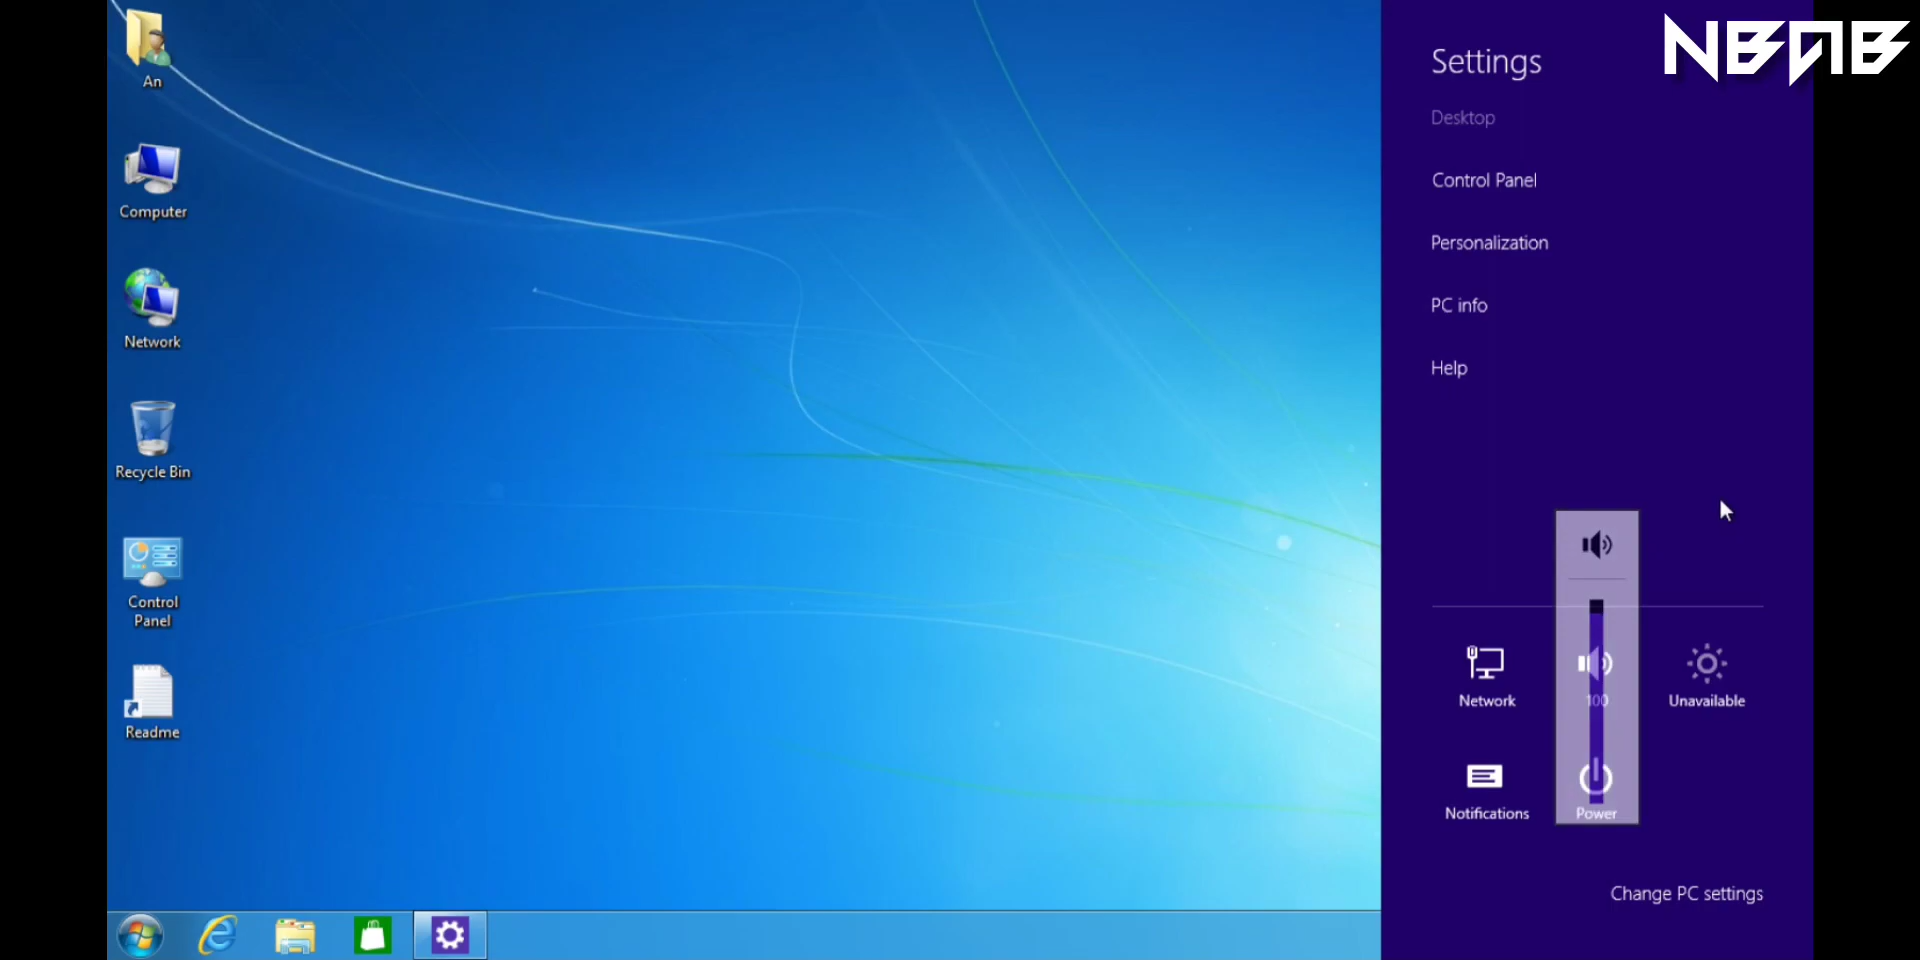 An
Computer
Network
Recycle Bin
Control
Panel
Readme
NBAB
Settings
Desktop
Control Panel
Personalization
PC info
Help
Network
100
Unavailable
Notifications
Power
Change PC settings